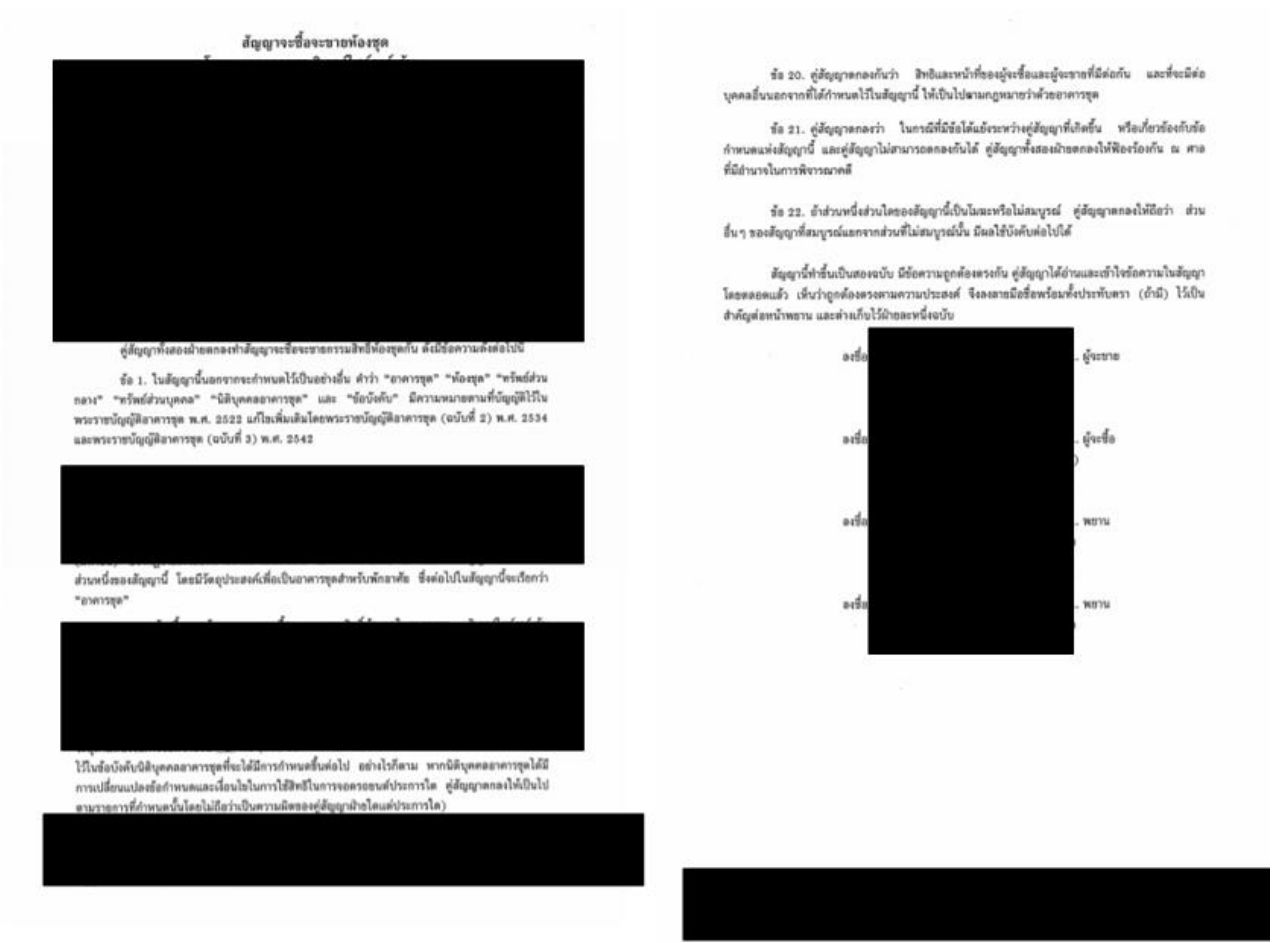 สัญญาจะซื้อจะขายห้องชุด
คู่สัญญาทั้งสองฝ่ายตกลงทำสัญญาจะซื้อจะขายกรรมสิทธิ์ห้องชุดกัน ดังมีข้อความดังต่อไปนี้
ข้อ 1. ในสัญญานี้นอกจากจะกำหนดไว้เป็นอย่างอื่น คำว่า “อาคารชุด” “ห้องชุด” “ทรัพย์ส่วน
กลาง” “ทรัพย์ส่วนบุคคล” “นิติบุคคลอาคารชุด” และ “ข้อบังคับ” มีความหมายตามที่บัญญัติไว้ใน
พระราชบัญญัติอาคารชุด พ.ศ. 2522 แก้ไขเพิ่มเติมโดยพระราชบัญญัติอาคารชุด (ฉบับที่ 2) พ.ศ. 2534
และพระราชบัญญัติอาคารชุด (ฉบับที่ 3) พ.ศ. 2542
ส่วนหนึ่งของสัญญานี้ โดยมีวัตถุประสงค์เพื่อเป็นอาคารชุดสำหรับพักอาศัย ซึ่งต่อไปในสัญญานี้จะเรียกว่า
“อาคารชุด”
ไว้ในข้อบังคับนิติบุคคลอาคารชุดที่จะได้มีการกำหนดขึ้นต่อไป อย่างไรก็ตาม หากนิติบุคคลอาคารชุดได้มี
การเปลี่ยนแปลงข้อกำหนดและเงื่อนไขในการใช้สิทธิในการจอดรถยนต์ประการใด คู่สัญญาตกลงให้เป็นไป
ตามรายการที่กำหนดนั้นโดยไม่ถือว่าเป็นความผิดของคู่สัญญาฝ่ายใดแต่ประการใด)
ข้อ 20. คู่สัญญาตกลงกันว่า สิทธิและหน้าที่ของผู้จะซื้อและผู้จะขายที่มีต่อกัน และที่จะมีต่อ
บุคคลอื่นนอกจากที่ได้กำหนดไว้ในสัญญานี้ ให้เป็นไปตามกฎหมายว่าด้วยอาคารชุด
ข้อ 21. คู่สัญญาตกลงว่า ในกรณีที่มีข้อโต้แย้งระหว่างคู่สัญญาที่เกิดขึ้น หรือเกี่ยวข้องกับข้อ
กำหนดแห่งสัญญานี้ และคู่สัญญาไม่สามารถตกลงกันได้ คู่สัญญาทั้งสองฝ่ายตกลงให้ฟ้องร้องกัน ณ ศาล
ที่มีอำนาจในการพิจารณาคดี
ข้อ 22. ถ้าส่วนหนึ่งส่วนใดของสัญญานี้เป็นโมฆะหรือไม่สมบูรณ์ คู่สัญญาตกลงให้ถือว่า ส่วน
อื่นๆ ของสัญญาที่สมบูรณ์แยกจากส่วนที่ไม่สมบูรณ์นั้น มีผลใช้บังคับต่อไปได้
สัญญานี้ทำขึ้นเป็นสองฉบับ มีข้อความถูกต้องตรงกัน คู่สัญญาได้อ่านและเข้าใจข้อความในสัญญา
โดยตลอดแล้ว เห็นว่าถูกต้องตรงตามความประสงค์ จึงลงลายมือชื่อพร้อมทั้งประทับตรา (ถ้ามี) ไว้เป็น
สำคัญต่อหน้าพยาน และต่างเก็บไว้ฝ่ายละหนึ่งฉบับ
ลงชื่อ ผู้จะขาย
ลงชื่อ ผู้จะซื้อ
)
ลงชื่อ พยาน
)
ลงชื่อ พยาน
)